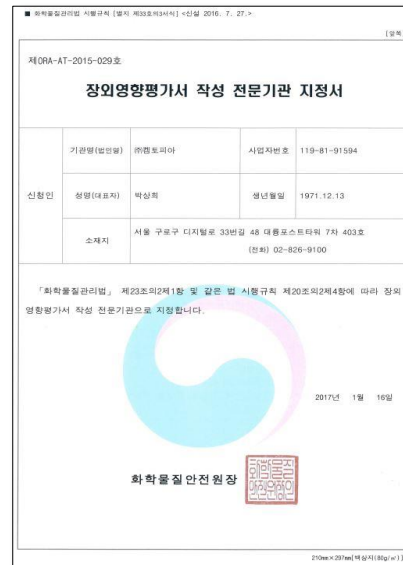 ■ 화학물질관리법 시행규칙 [별지 제33호의3서식] <신설 2016. 7. 27.>
[앞쪽]
제ORA-AT-2015-029호
장외영향평가서 작성 전문기관 지정서
신청인
기관명(법인명) ㈜켐토피아 사업자번호 119-81-91594
성명(대표자) 박상희 생년월일 1971.12.13
소재지 서울 구로구 디지털로 33번길 48 대륭포스트타워 7차 403호
(전화) 02-826-9100
「화학물질관리법」 제23조의2제1항 및 같은 법 시행규칙 제20조의2제4항에 따라 장외
영향평가서 작성 전문기관으로 지정합니다.
2017년 1월 16일
화학물질안전원장
210㎜×297㎜[백상지(80g/㎡)]